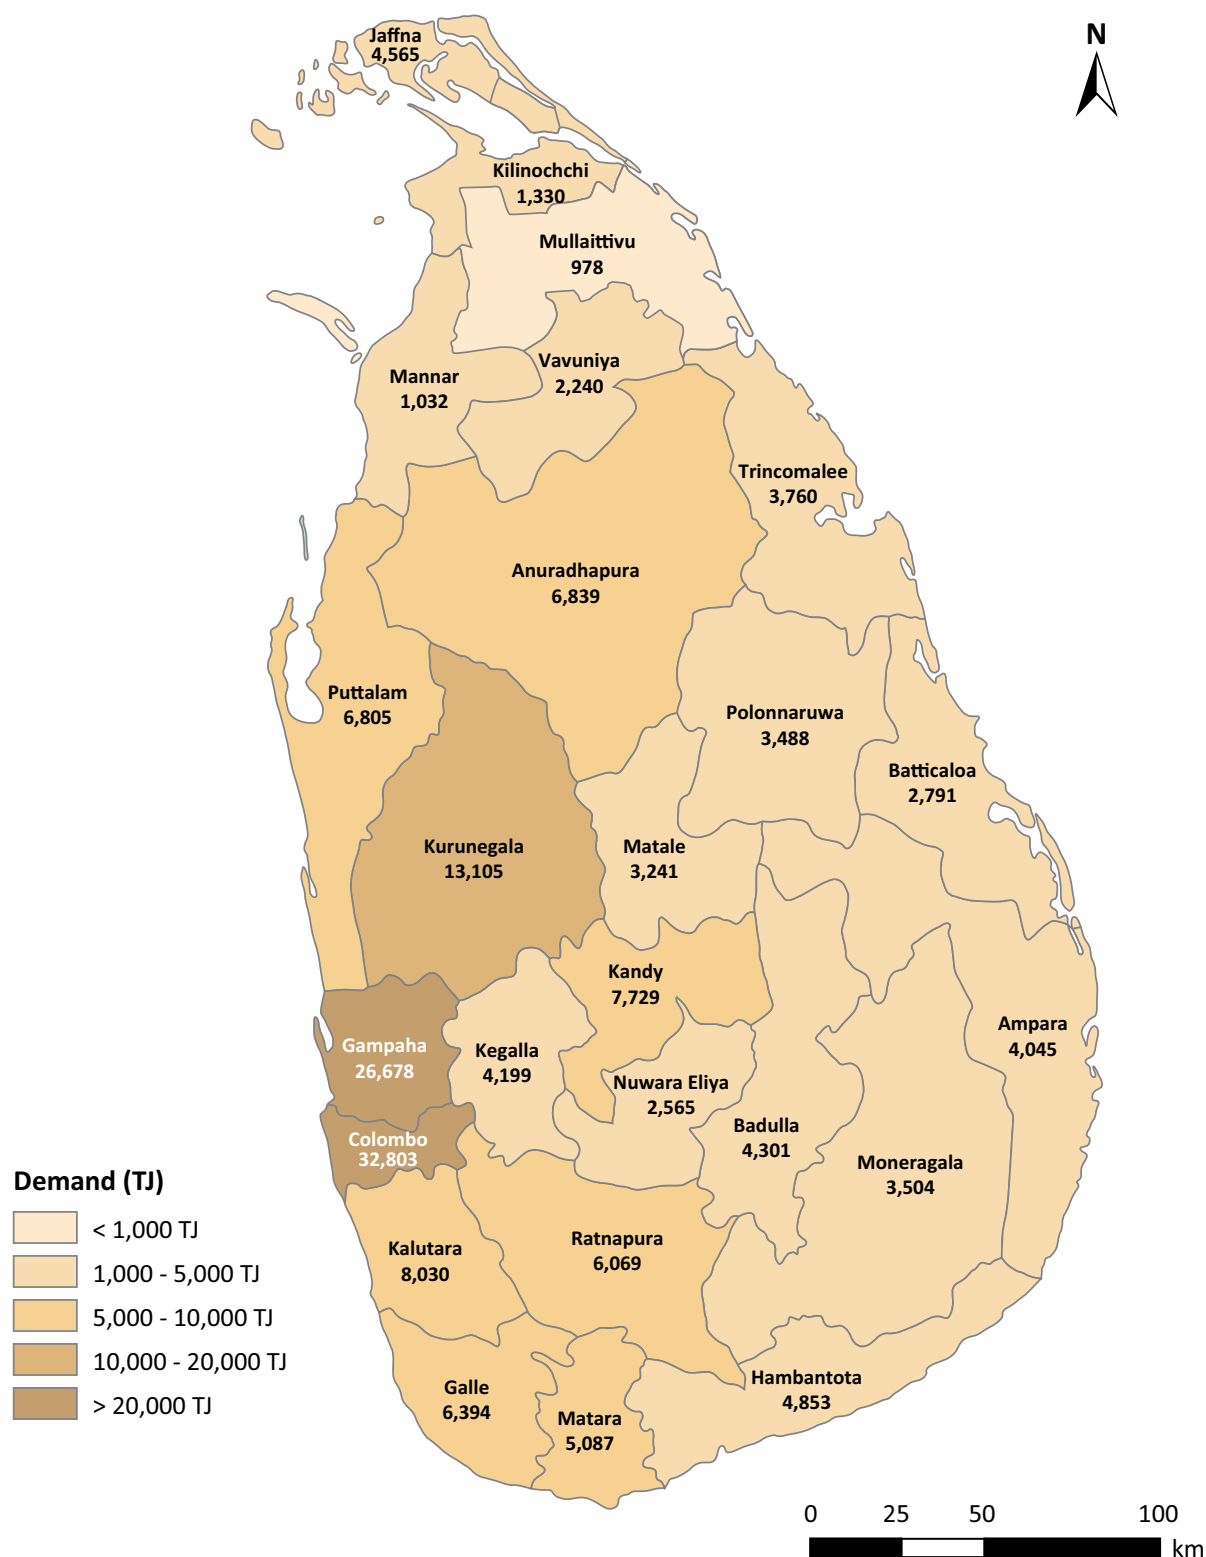 N
Jaffna
4,565
Kilinochchi
1,330
Mullaittivu
978
Vavuniya
2,240
Mannar
1,032
Trincomalee
3,760
Anuradhapura
6,839
Puttalam
6,805
Polonnaruwa
3,488
Batticaloa
2,791
Kurunegala
13,105
Matale
3,241
Kandy
7,729
Ampara
4,045
Gampaha
26,678
Kegalla
4,199
Nuwara Eliya
2,565
Badulla
4,301
Colombo
32,803
Moneragala
3,504
Ratnapura
6,069
Kalutara
8,030
Hambantota
4,853
Galle
6,394
Matara
5,087
Demand (TJ)
< 1,000 TJ
1,000 - 5,000 TJ
5,000 - 10,000 TJ
10,000 - 20,000 TJ
> 20,000 TJ
0 25 50 100
km